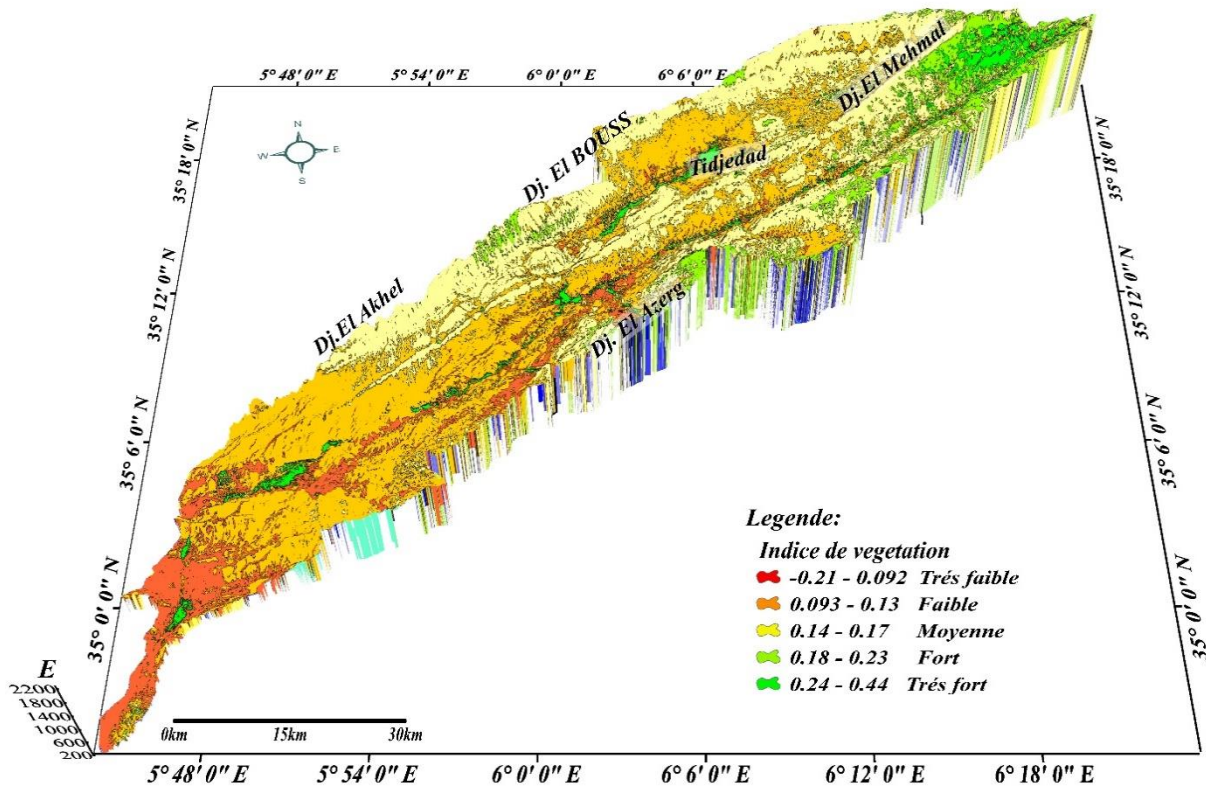 5° 48' 0" E 5° 54' 0" E 6° 0' 0" E 6° 6' 0" E
N
W E
S
35° 18' 0" N
35° 12' 0" N
35° 6' 0" N
35° 0' 0" N
Dj.El Mehmal
Dj. El BOUSS
Tidjedad
Dj.El Akhel
Dj. El Azerg
35° 18' 0" N
35° 12' 0" N
35° 6' 0" N
35° 0' 0" N
Legende:
Indice de vegetation
-0.21 - 0.092 Trés faible
0.093 - 0.13 Faible
0.14 - 0.17 Moyenne
0.18 - 0.23 Fort
0.24 - 0.44 Trés fort
E
2200
1800
1400
1000
600
200
0km 15km 30km
5° 48' 0" E 5° 54' 0" E 6° 0' 0" E 6° 6' 0" E 6° 12' 0" E 6° 18' 0" E